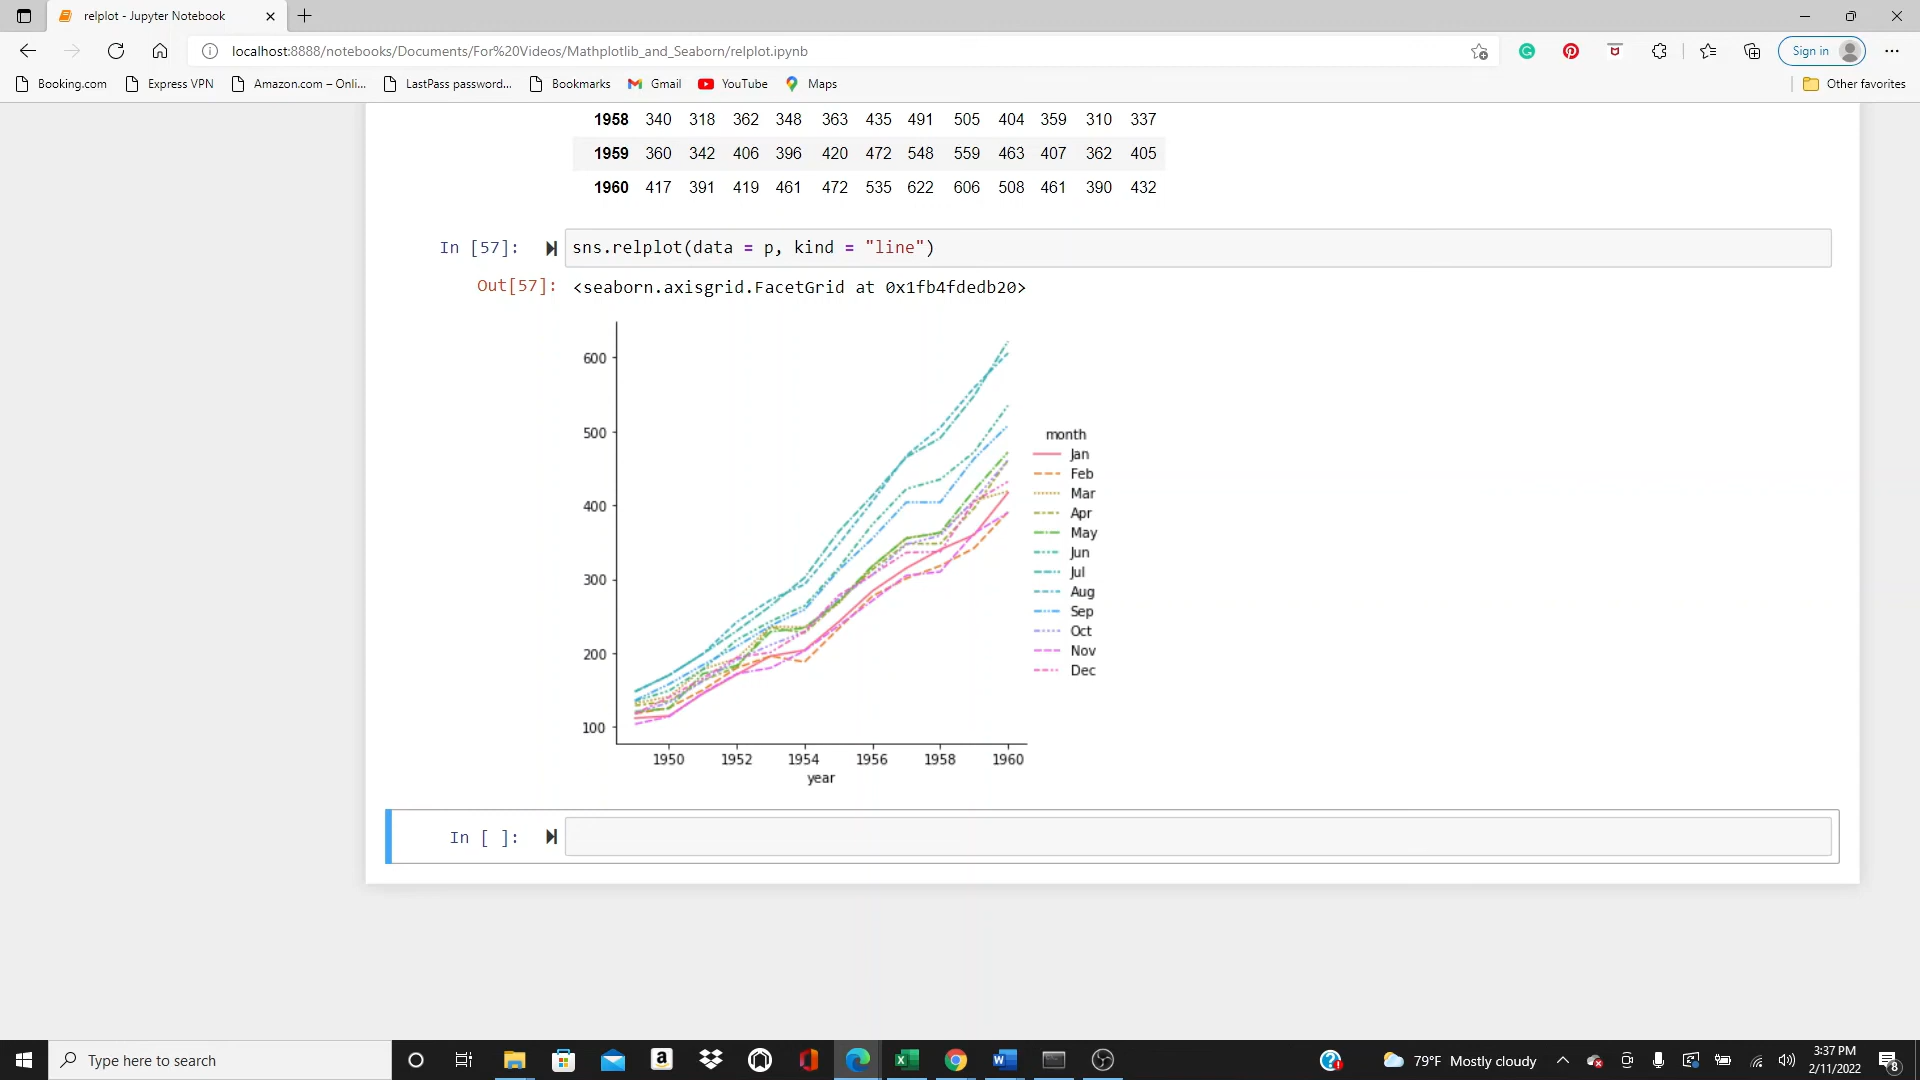 relplot - Jupyter Notebook
localhost:8888/notebooks/Documents/For%20Videos/Mathplotlib_and_Seaborn/relplot.ipynb
Sign in
Booking.com Express VPN Amazon.com – Onli... LastPass password... Bookmarks Gmail YouTube Maps Other favorites
1958 340 318 362 348 363 435 491 505 404 359 310 337
1959 360 342 406 396 420 472 548 559 463 407 362 405
1960 417 391 419 461 472 535 622 606 508 461 390 432
In [57]: sns.relplot(data = p, kind = "line")
Out[57]: <seaborn.axisgrid.FacetGrid at 0x1fb4fdedb20>
600
500
400
300
200
100
1950 1952 1954 1956 1958 1960
year
month
Jan
Feb
Mar
Apr
May
Jun
Jul
Aug
Sep
Oct
Nov
Dec
In [ ]:
Type here to search
79°F Mostly cloudy
3:37 PM
2/11/2022
8